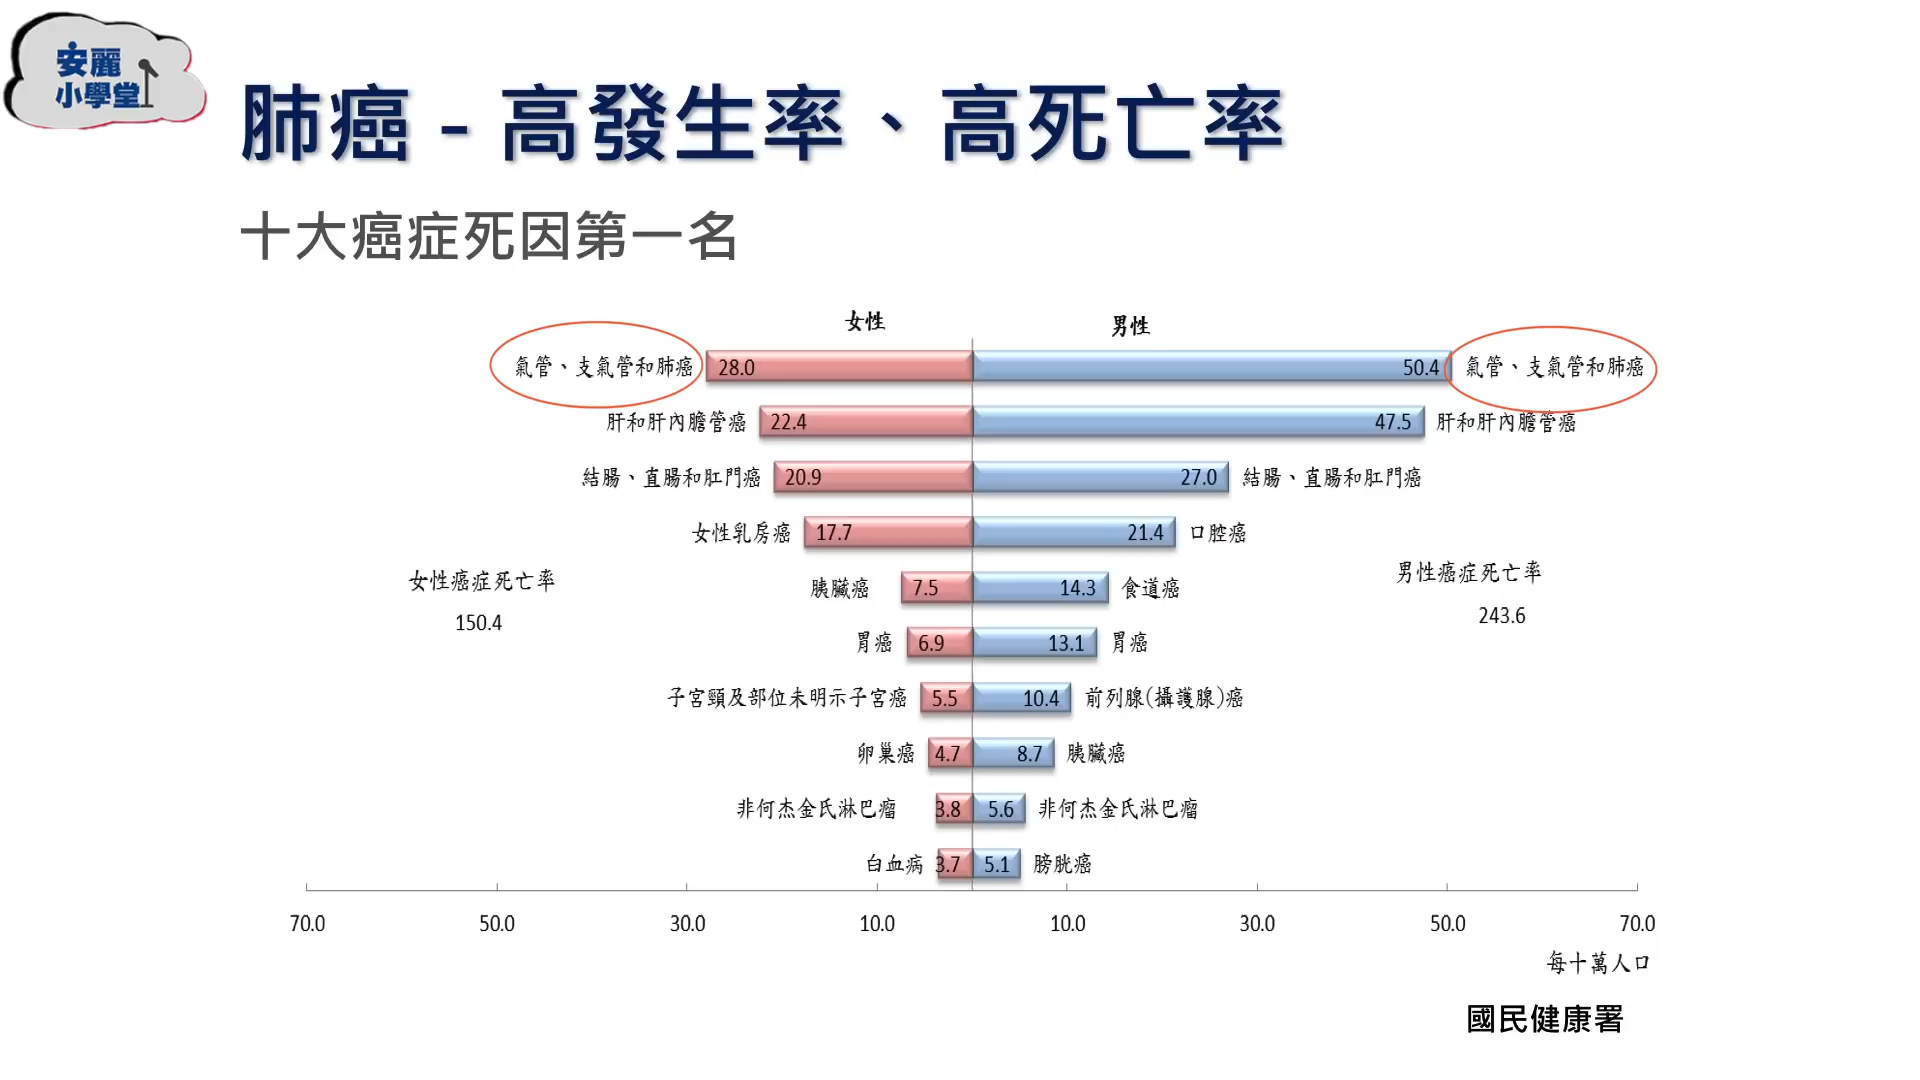 安麗
小學堂
肺癌 - 高發生率、高死亡率
十大癌症死因第一名
女性 男性
氣管、支氣管和肺癌 28.0 50.4 氣管、支氣管和肺癌
肝和肝內膽管癌 22.4 47.5 肝和肝內膽管癌
結腸、直腸和肛門癌 20.9 27.0 結腸、直腸和肛門癌
女性乳房癌 17.7 21.4 口腔癌
女性癌症死亡率
150.4
男性癌症死亡率
243.6
胰臟癌 7.5 14.3 食道癌
胃癌 6.9 13.1 胃癌
子宮頸及部位未明示子宮癌 5.5 10.4 前列腺(攝護腺)癌
卵巢癌 4.7 8.7 胰臟癌
非何杰金氏淋巴瘤 3.8 5.6 非何杰金氏淋巴瘤
白血病 3.7 5.1 膀胱癌
70.0 50.0 30.0 10.0 10.0 30.0 50.0 70.0
每十萬人口
國民健康署